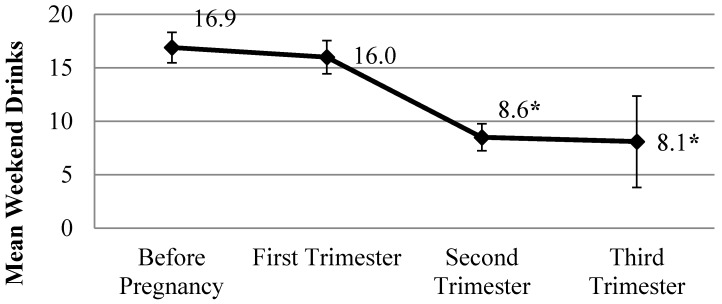 Mean Weekend Drinks
20
15
10
5
0
16.9
16.0
8.6*
8.1*
Before Pregnancy
First Trimester
Second Trimester
Third Trimester